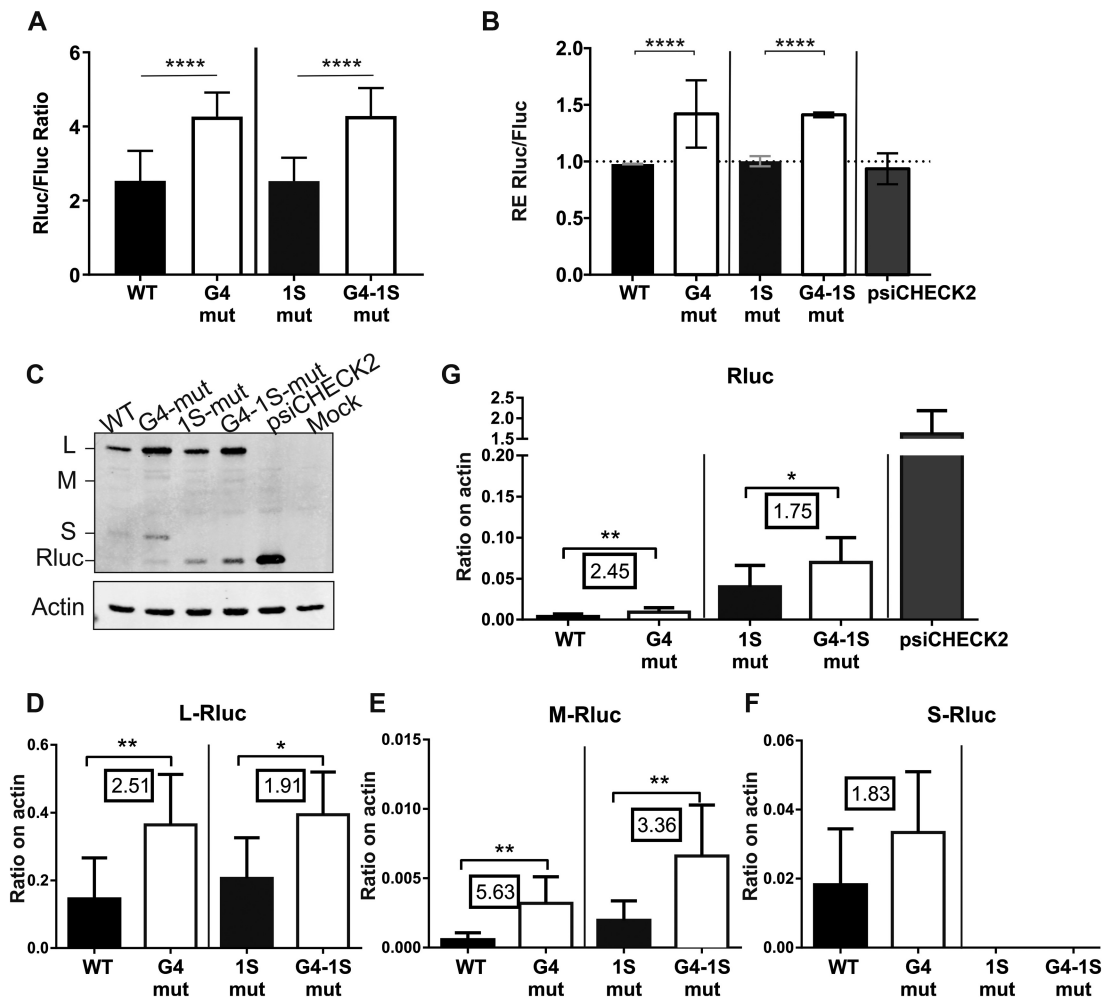 A
Rluc/Fluc Ratio
6
4
2
0
****
****
WT
G4
mut
1S
mut
G4-1S
mut
B
RE Rluc/Fluc
2.0
1.5
1.0
0.5
0.0
****
****
WT
G4
mut
1S
mut
G4-1S
mut
psiCHECK2
C
WT
G4-mut
1S-mut
G4-1S-mut
psiCHECK2
Mock
L
M
S
Rluc
Actin
G
Rluc
Ratio on actin
2.5
2.0
1.5
0.20
0.15
0.10
0.05
0.00
**
2.45
*
1.75
WT
G4
mut
1S
mut
G4-1S
mut
psiCHECK2
D
L-Rluc
Ratio on actin
0.6
0.4
0.2
0.0
**
2.51
*
1.91
WT
G4
mut
1S
mut
G4-1S
mut
E
M-Rluc
Ratio on actin
0.015
0.010
0.005
0.000
**
5.63
**
3.36
WT
G4
mut
1S
mut
G4-1S
mut
F
S-Rluc
Ratio on actin
0.06
0.04
0.02
0.00
1.83
WT
G4
mut
1S
mut
G4-1S
mut